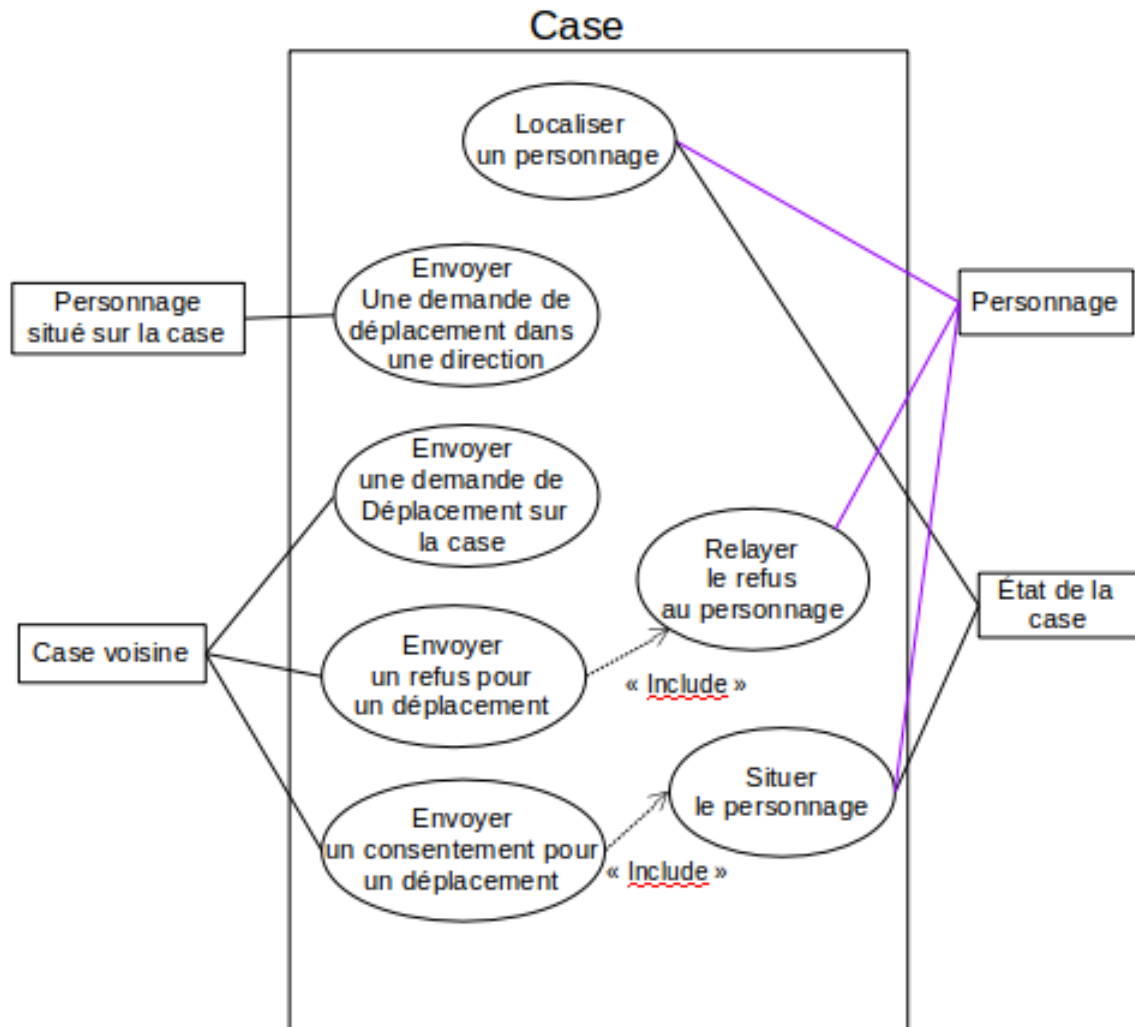 Case
Localiser
un personnage
Envoyer
Une demande de
déplacement dans
une direction
Personnage
situé sur la case
Personnage
Envoyer
une demande de
Déplacement sur
la case
Relayer
le refus
au personnage
État de la
case
Case voisine
Envoyer
un refus pour
un déplacement
« Include »
Situer
le personnage
Envoyer
un consentement pour
un déplacement
« Include »